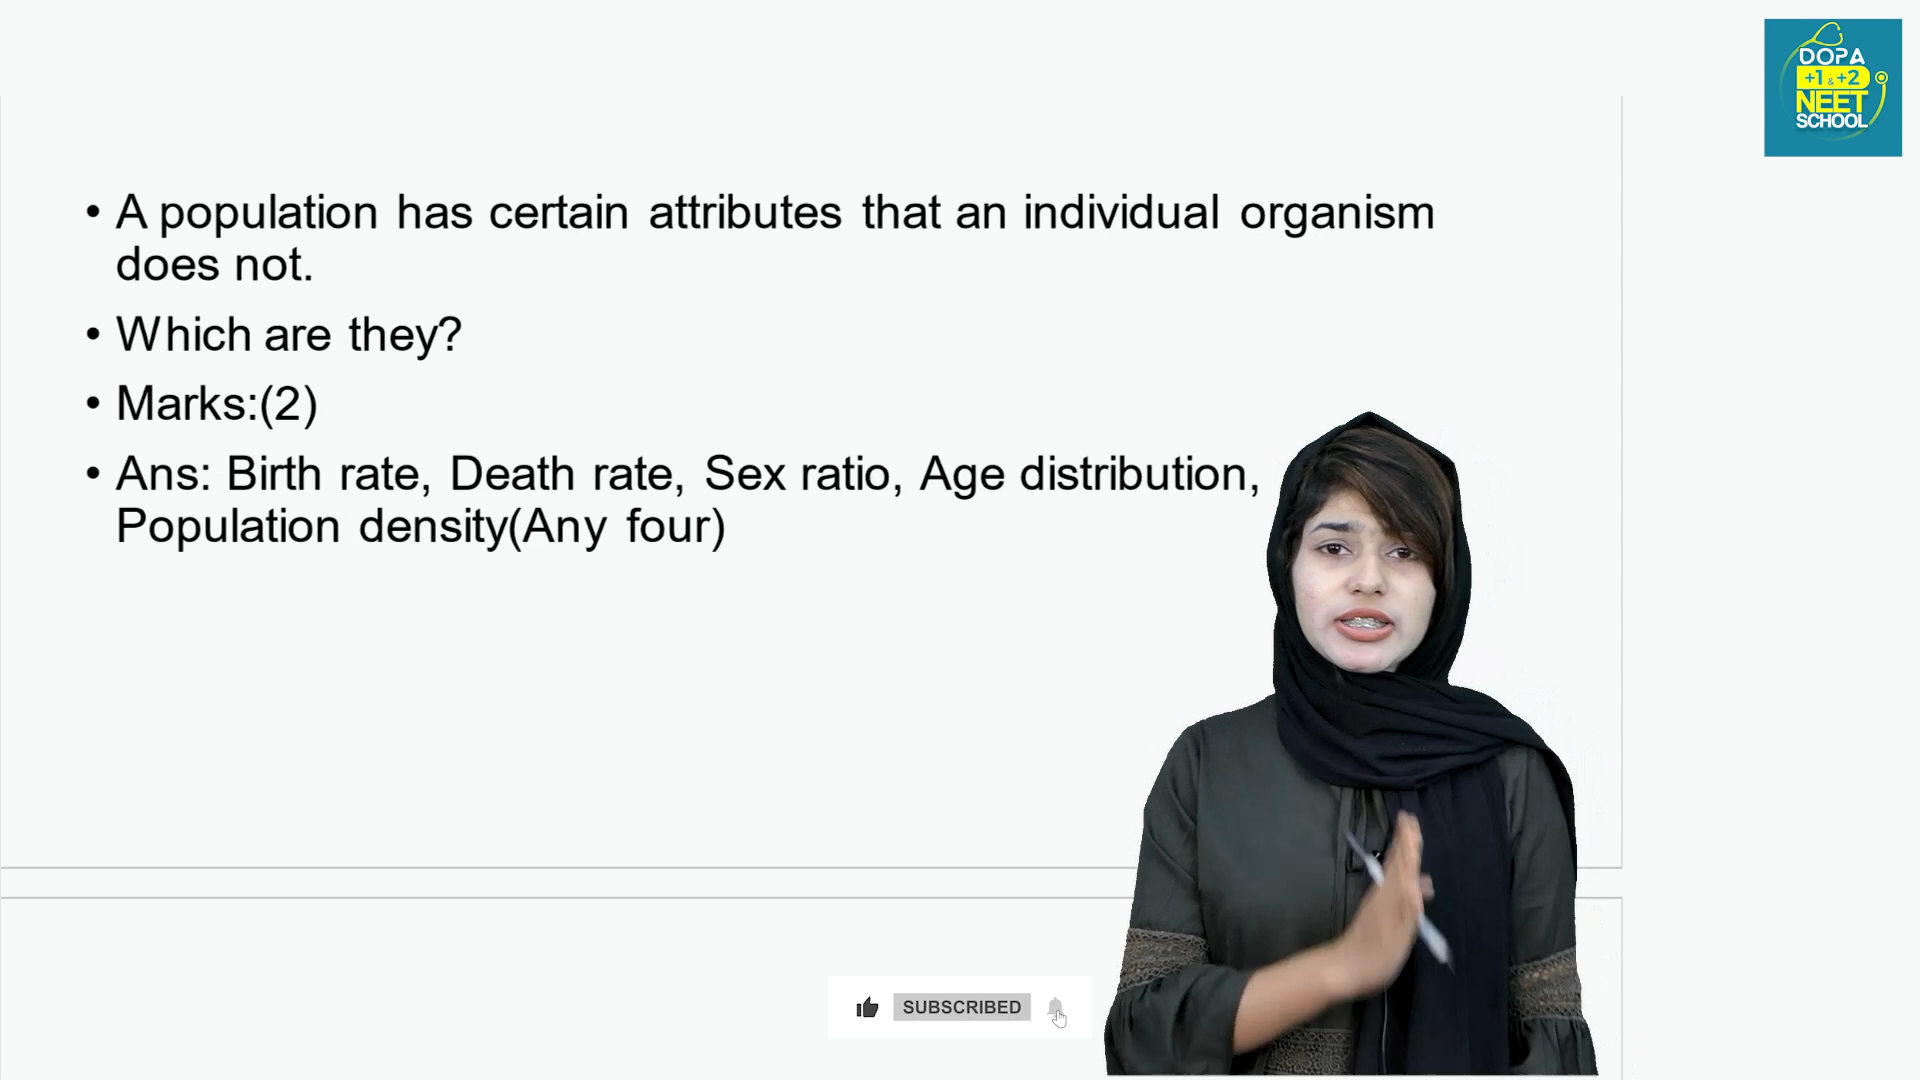 DOPA
+1 & +2
NEET
SCHOOL
• A population has certain attributes that an individual organism
does not.
• Which are they?
• Marks:(2)
• Ans: Birth rate, Death rate, Sex ratio, Age distribution,
Population density(Any four)
SUBSCRIBED